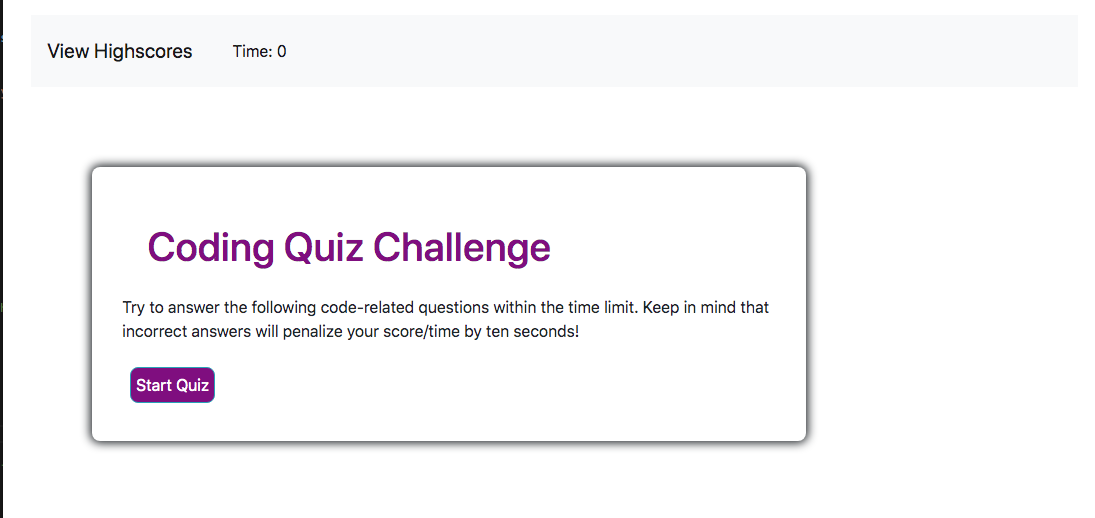 View Highscores Time: 0
Coding Quiz Challenge
Try to answer the following code-related questions within the time limit. Keep in mind that
incorrect answers will penalize your score/time by ten seconds!
Start Quiz